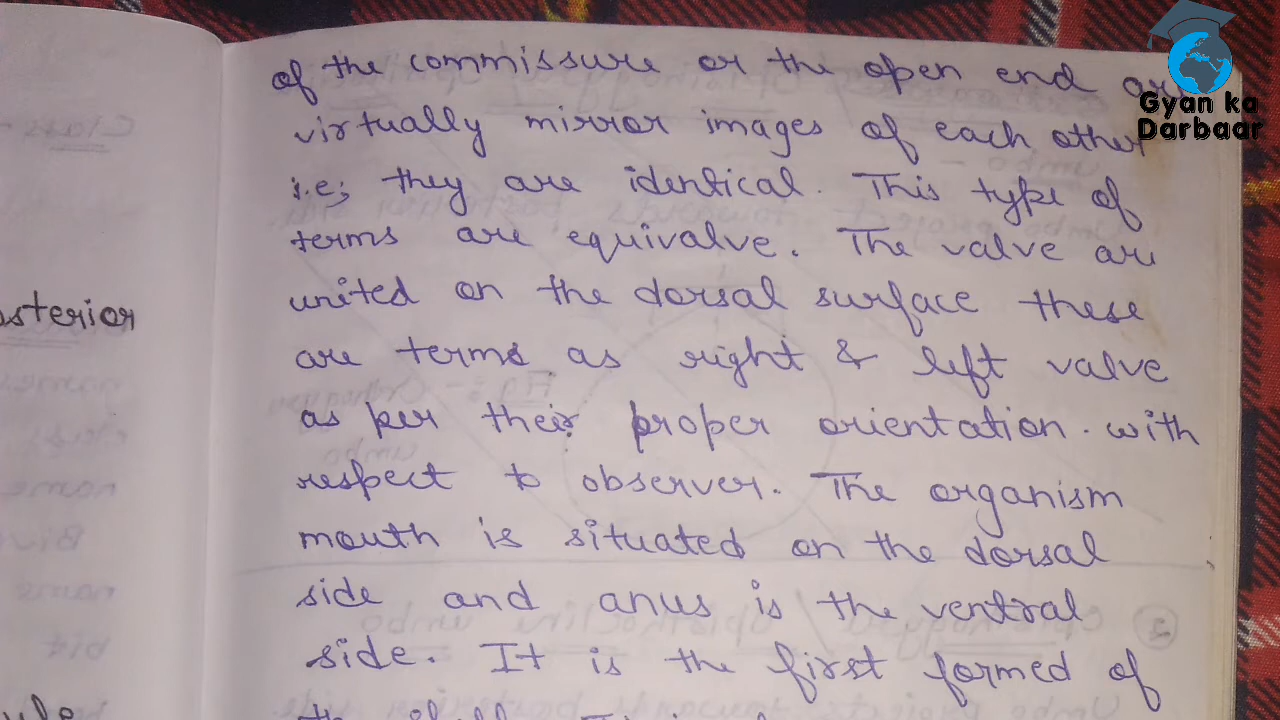 of the commissure or the open end are
virtually mirror images of each other
i.e; they are identical. This type of
terms are equivalve. The valve are
united on the dorsal surface these
are terms as right & left valve
as per their proper orientation. with
respect to observer. The organism
mouth is situated on the dorsal
side and anus is the ventral
side. It is the first formed of
Gyan ka
Darbaar